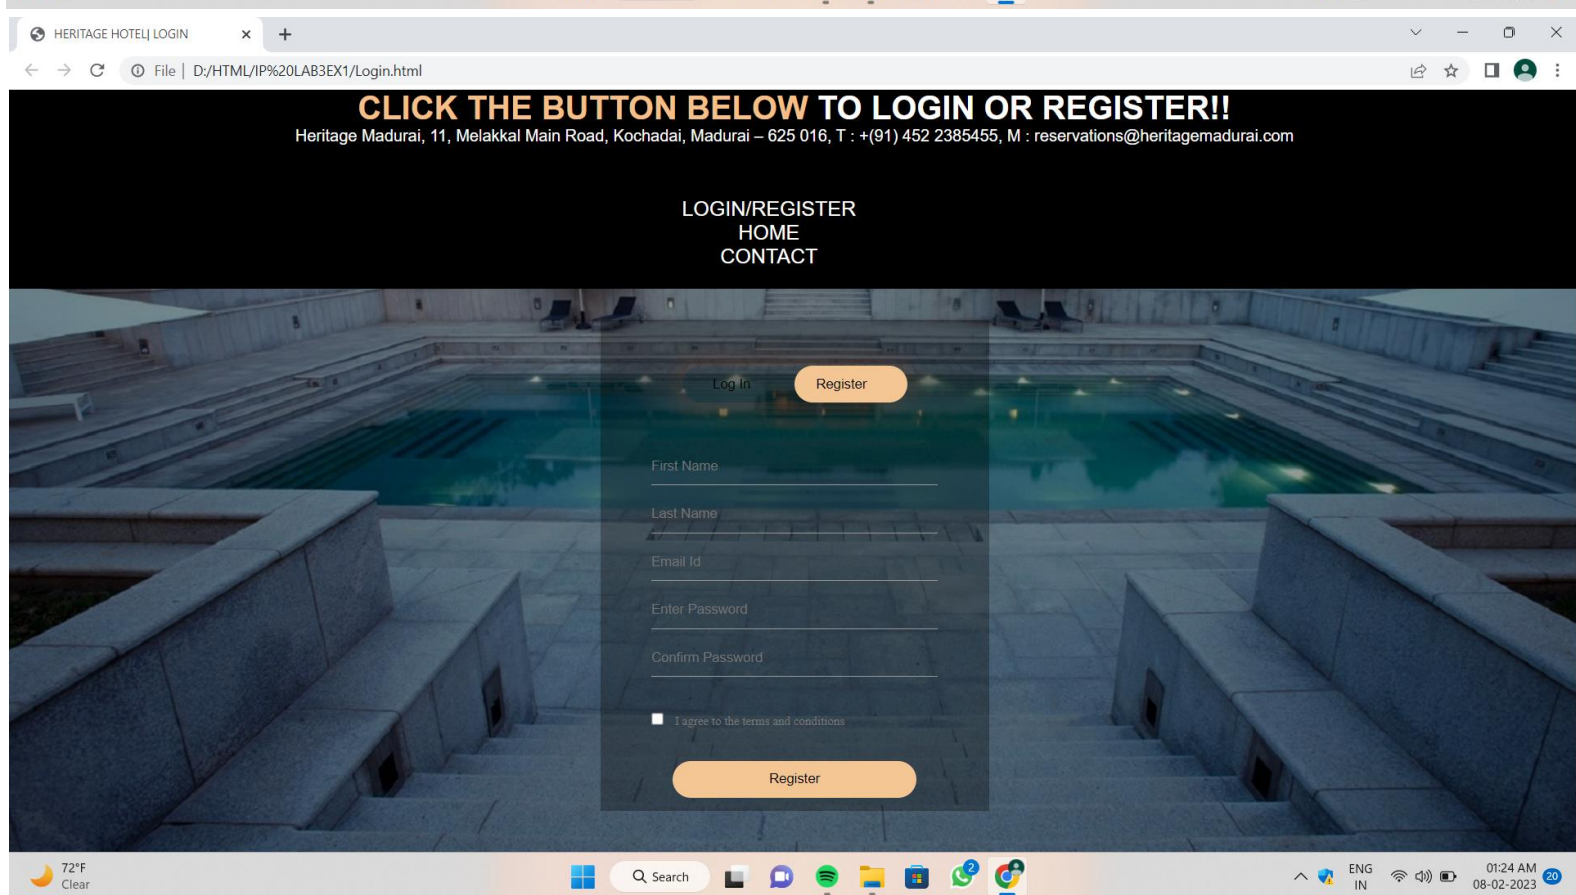 HERITAGE HOTEL| LOGIN
File | D:/HTML/IP%20LAB3EX1/Login.html
CLICK THE BUTTON BELOW TO LOGIN OR REGISTER!!
Heritage Madurai, 11, Melakkal Main Road, Kochadai, Madurai – 625 016, T : +(91) 452 2385455, M : reservations@heritagemadurai.com
LOGIN/REGISTER
HOME
CONTACT
Log In Register
First Name
Last Name
Email Id
Enter Password
Confirm Password
I agree to the terms and conditions
Register
72°F
Clear
Search
2
ENG
IN
01:24 AM
08-02-2023
20